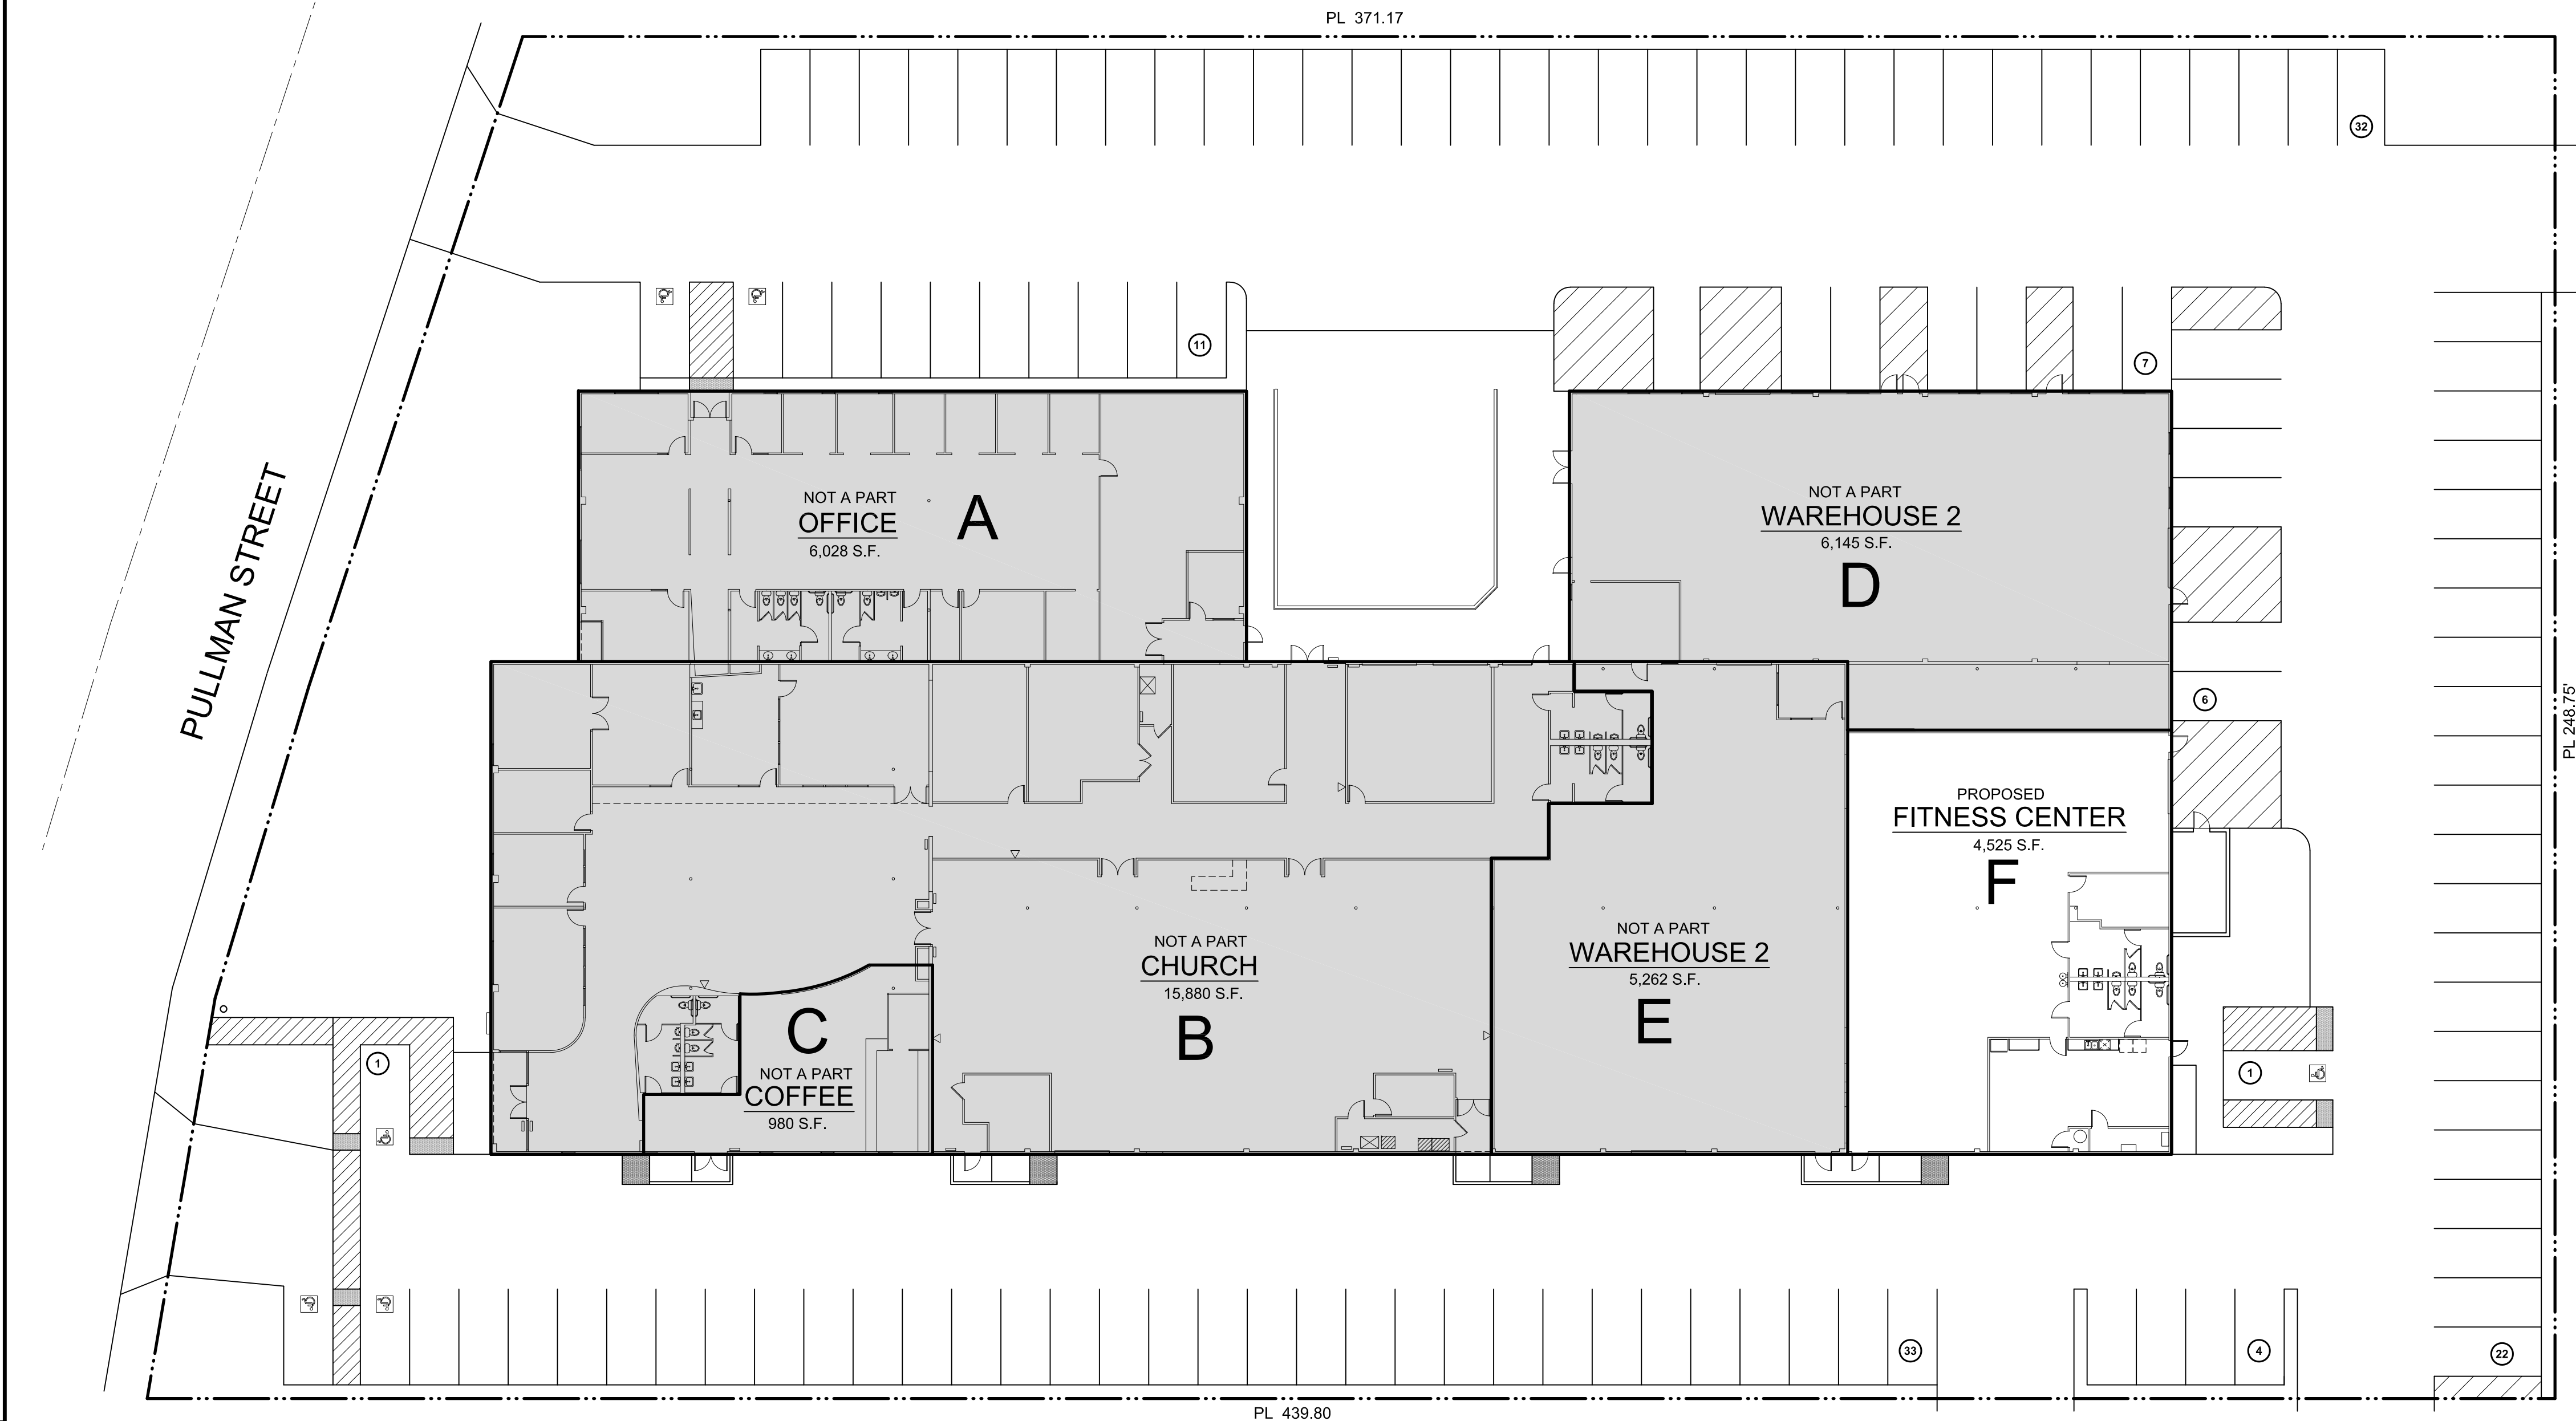 PL  371.17
32
11
7
NOT A PART
OFFICE
6,028 S.F.
A
NOT A PART
WAREHOUSE 2
6,145 S.F.
D
PULLMAN STREET
6
PL 248.75'
PROPOSED
FITNESS CENTER
4,525 S.F.
F
NOT A PART
CHURCH
15,880 S.F.
B
NOT A PART
WAREHOUSE 2
5,262 S.F.
E
C
NOT A PART
COFFEE
980 S.F.
1
1
33
4
22
PL  439.80